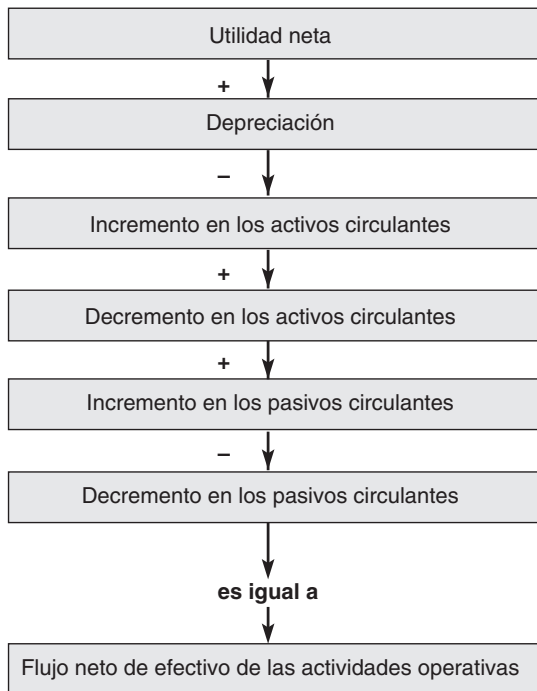 Utilidad neta
+
Depreciación
–
Incremento en los activos circulantes
+
Decremento en los activos circulantes
+
Incremento en los pasivos circulantes
–
Decremento en los pasivos circulantes
es igual a
Flujo neto de efectivo de las actividades operativas